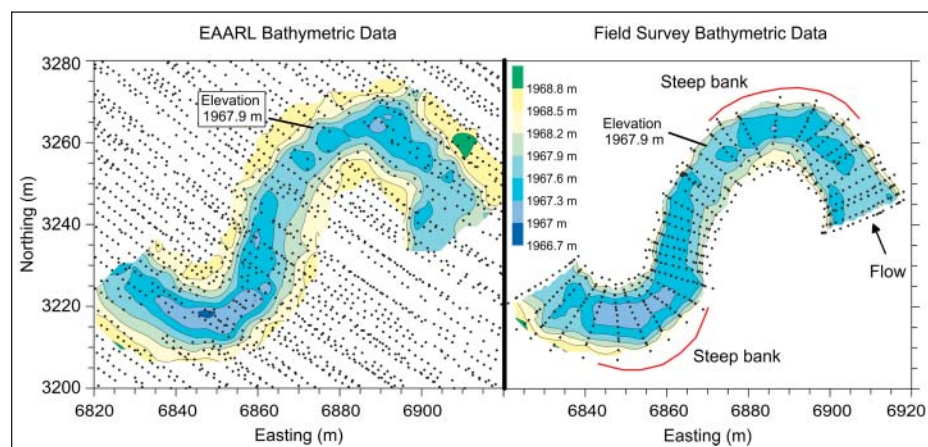 EAARL Bathymetric Data
Field Survey Bathymetric Data
3280
3260
3240
3220
3200
Northing (m)
Elevation
1967.9 m
6820
6840
6860
6880
6900
Easting (m)
1968.8 m
1968.5 m
1968.2 m
1967.9 m
1967.6 m
1967.3 m
1967 m
1966.7 m
Steep bank
Elevation
1967.9 m
Flow
Steep bank
6840
6860
6880
6900
6920
Easting (m)